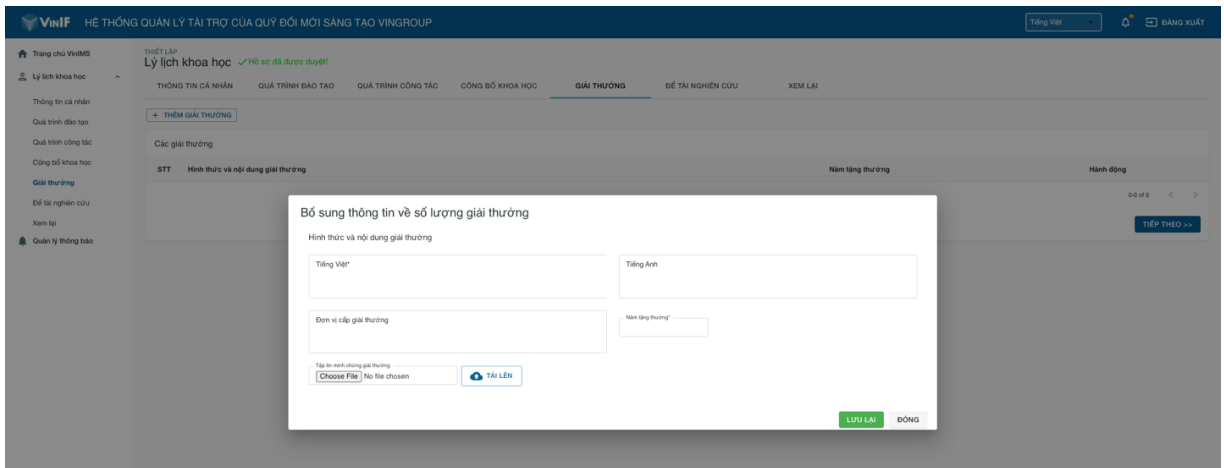 VINIF HỆ THỐNG QUẢN LÝ TÀI TRỢ CỦA QUỸ ĐỔI MỚI SÁNG TẠO VINGROUP Tiếng Việt ĐĂNG XUẤT
Trang chủ VinIMS
Lý lịch khoa học
Thông tin cá nhân
Quá trình đào tạo
Quá trình công tác
Công bố khoa học
Giải thưởng
Đề tài nghiên cứu
Xem lại
Quản lý thông báo
THIẾT LẬP
Lý lịch khoa học Hồ sơ đã được duyệt!
THÔNG TIN CÁ NHÂN QUÁ TRÌNH ĐÀO TẠO QUÁ TRÌNH CÔNG TÁC CÔNG BỐ KHOA HỌC GIẢI THƯỞNG ĐỀ TÀI NGHIÊN CỨU XEM LẠI
+ THÊM GIẢI THƯỞNG
Các giải thưởng
STT Hình thức và nội dung giải thưởng Năm tặng thưởng Hành động
0-0 of 0 < >
TIẾP THEO >>
Bổ sung thông tin về số lượng giải thưởng
Hình thức và nội dung giải thưởng
Tiếng Việt* Tiếng Anh
Đơn vị cấp giải thưởng Năm tặng thưởng*
Tập tin minh chứng giải thưởng
Choose File No file chosen TẢI LÊN
LƯU LẠI ĐÓNG